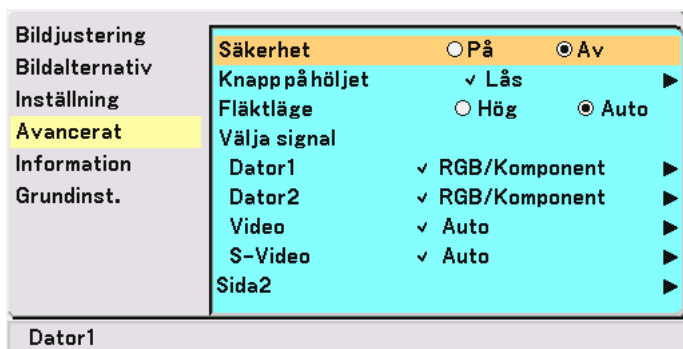 Bildjustering
Bildalternativ
Inställning
Avancerat
Information
Grundinst.
Säkerhet På Av
Knapp på höljet ✓ Lås ▶
Fläktläge Hög Auto
Välja signal
Dator1 ✓ RGB/Komponent ▶
Dator2 ✓ RGB/Komponent ▶
Video ✓ Auto ▶
S-Video ✓ Auto ▶
Sida2 ▶
Dator1